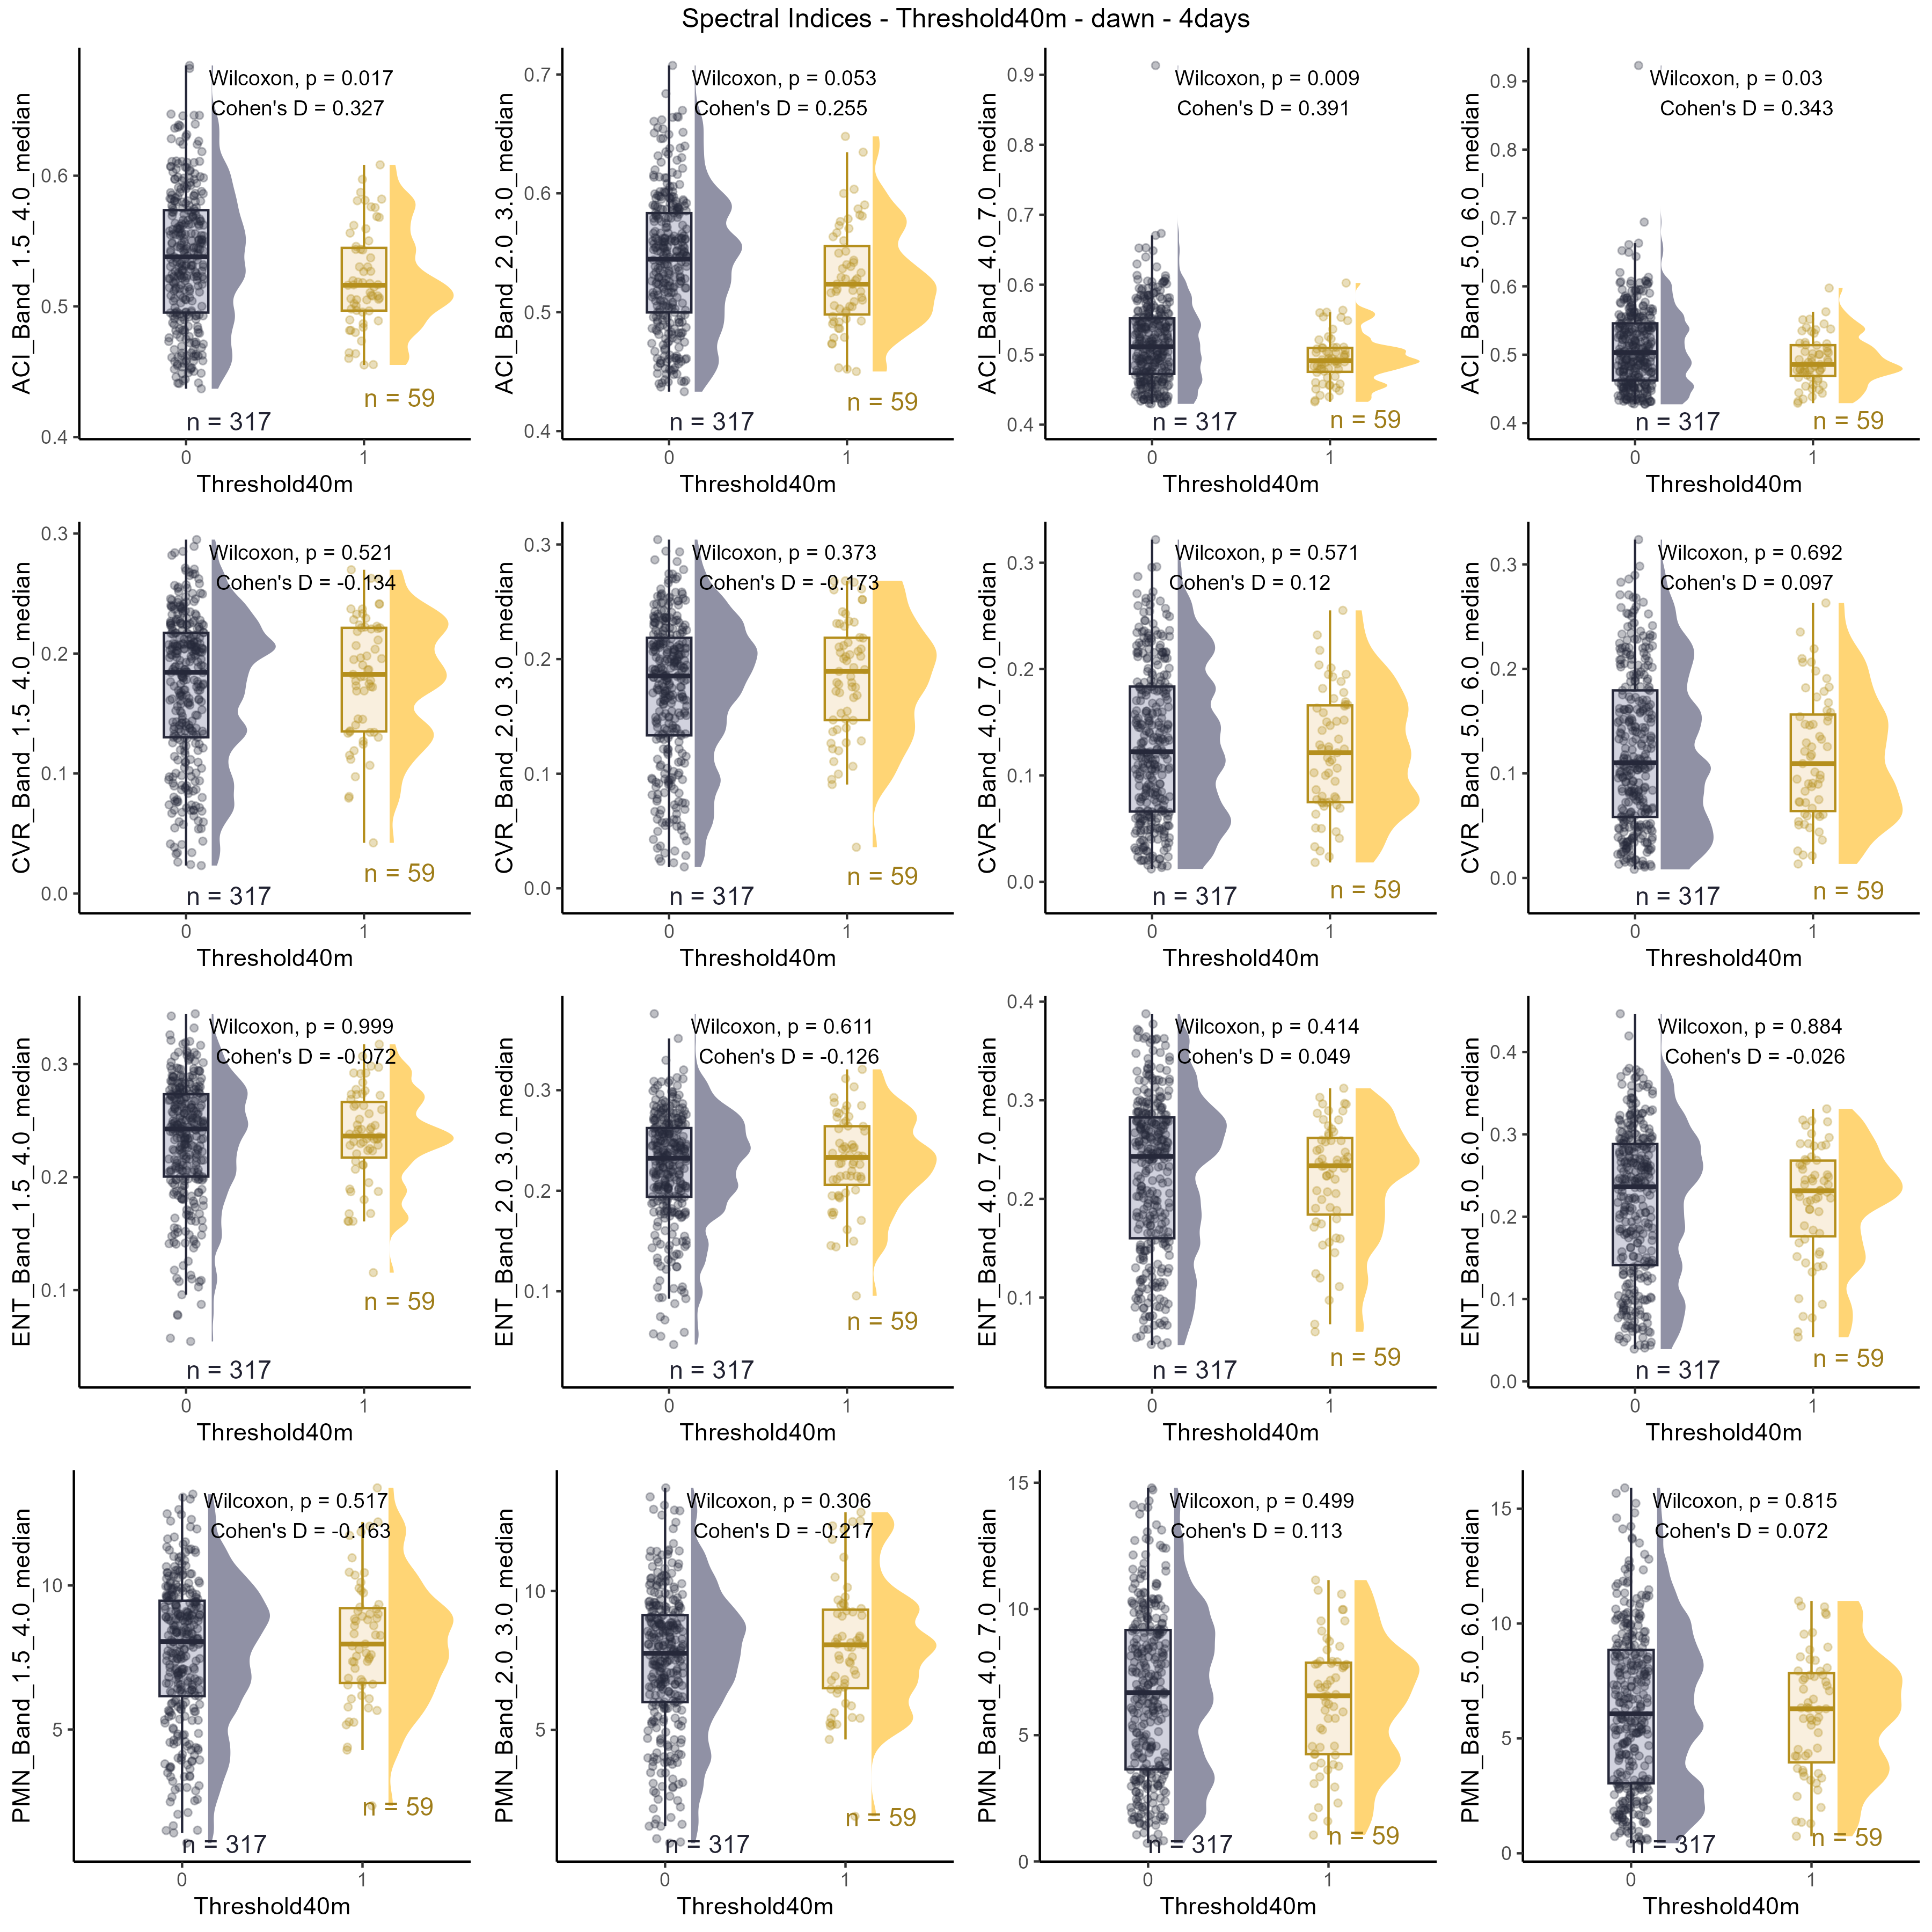 Spectral Indices - Threshold40m - dawn - 4days
ACI_Band_1.5_4.0_median
Wilcoxon, p = 0.017
Cohen's D = 0.327
0.6
0.5
0.4
n = 317
n = 59
0
1
Threshold40m
ACI_Band_2.0_3.0_median
Wilcoxon, p = 0.053
Cohen's D = 0.255
0.7
0.6
0.5
0.4
n = 317
n = 59
0
1
Threshold40m
ACI_Band_4.0_7.0_median
Wilcoxon, p = 0.009
Cohen's D = 0.391
0.9
0.8
0.7
0.6
0.5
0.4
n = 317
n = 59
0
1
Threshold40m
ACI_Band_5.0_6.0_median
Wilcoxon, p = 0.03
Cohen's D = 0.343
0.9
0.8
0.7
0.6
0.5
0.4
n = 317
n = 59
0
1
Threshold40m
CVR_Band_1.5_4.0_median
Wilcoxon, p = 0.521
Cohen's D = -0.134
0.3
0.2
0.1
0.0
n = 317
n = 59
0
1
Threshold40m
CVR_Band_2.0_3.0_median
Wilcoxon, p = 0.373
Cohen's D = -0.173
0.3
0.2
0.1
0.0
n = 317
n = 59
0
1
Threshold40m
CVR_Band_4.0_7.0_median
Wilcoxon, p = 0.571
Cohen's D = 0.12
0.3
0.2
0.1
0.0
n = 317
n = 59
0
1
Threshold40m
CVR_Band_5.0_6.0_median
Wilcoxon, p = 0.692
Cohen's D = 0.097
0.3
0.2
0.1
0.0
n = 317
n = 59
0
1
Threshold40m
ENT_Band_1.5_4.0_median
Wilcoxon, p = 0.999
Cohen's D = -0.072
0.3
0.2
0.1
n = 317
n = 59
0
1
Threshold40m
ENT_Band_2.0_3.0_median
Wilcoxon, p = 0.611
Cohen's D = -0.126
0.3
0.2
0.1
n = 317
n = 59
0
1
Threshold40m
ENT_Band_4.0_7.0_median
Wilcoxon, p = 0.414
Cohen's D = 0.049
0.4
0.3
0.2
0.1
n = 317
n = 59
0
1
Threshold40m
ENT_Band_5.0_6.0_median
Wilcoxon, p = 0.884
Cohen's D = -0.026
0.4
0.3
0.2
0.1
0.0
n = 317
n = 59
0
1
Threshold40m
PMN_Band_1.5_4.0_median
Wilcoxon, p = 0.517
Cohen's D = -0.163
10
5
n = 317
n = 59
0
1
Threshold40m
PMN_Band_2.0_3.0_median
Wilcoxon, p = 0.306
Cohen's D = -0.217
10
5
n = 317
n = 59
0
1
Threshold40m
PMN_Band_4.0_7.0_median
Wilcoxon, p = 0.499
Cohen's D = 0.113
15
10
5
0
n = 317
n = 59
0
1
Threshold40m
PMN_Band_5.0_6.0_median
Wilcoxon, p = 0.815
Cohen's D = 0.072
15
10
5
0
n = 317
n = 59
0
1
Threshold40m